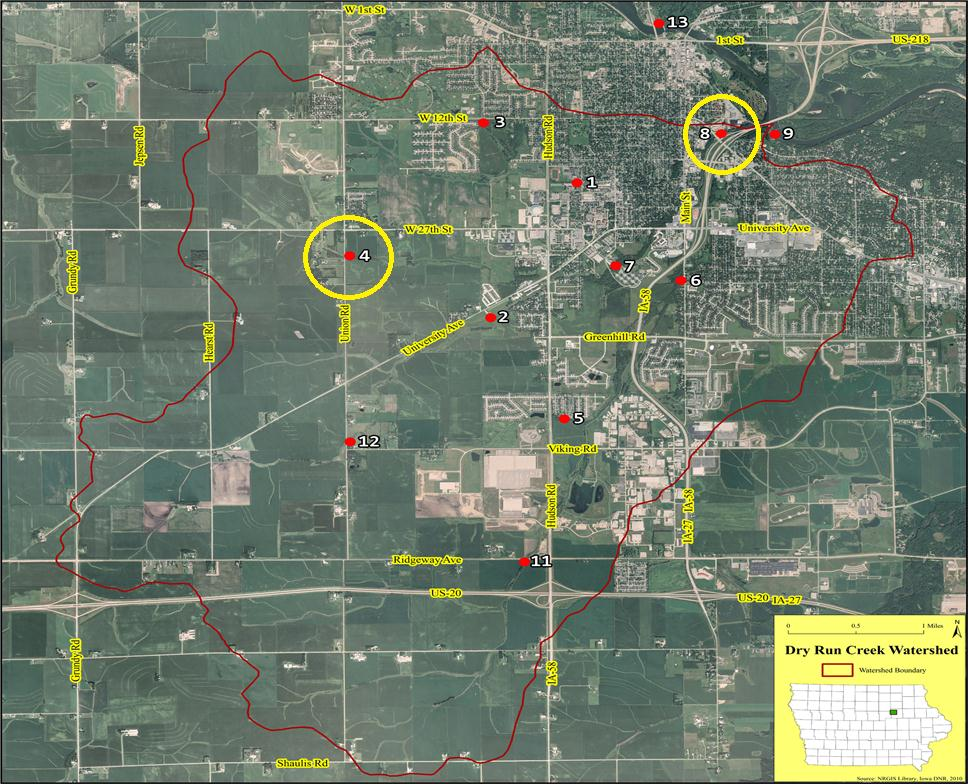 W 1st St
13
1st St
US-218
W 12th St
3
Hudson Rd
8
9
Jepsen Rd
1
Main St
W 27th St
University Ave
4
7
6
Grundy Rd
IA-58
2
Union Rd
University Ave
Greenhill Rd
Hearst Rd
5
12
Viking Rd
Hudson Rd
IA-27 IA-58
Ridgeway Ave
11
US-20
US-20 IA-27
Grundy Rd
IA-58
Shaulis Rd
N
0 0.5 1 Miles
Dry Run Creek Watershed
Watershed Boundary
Source: NRGIS Library, Iowa DNR, 2010